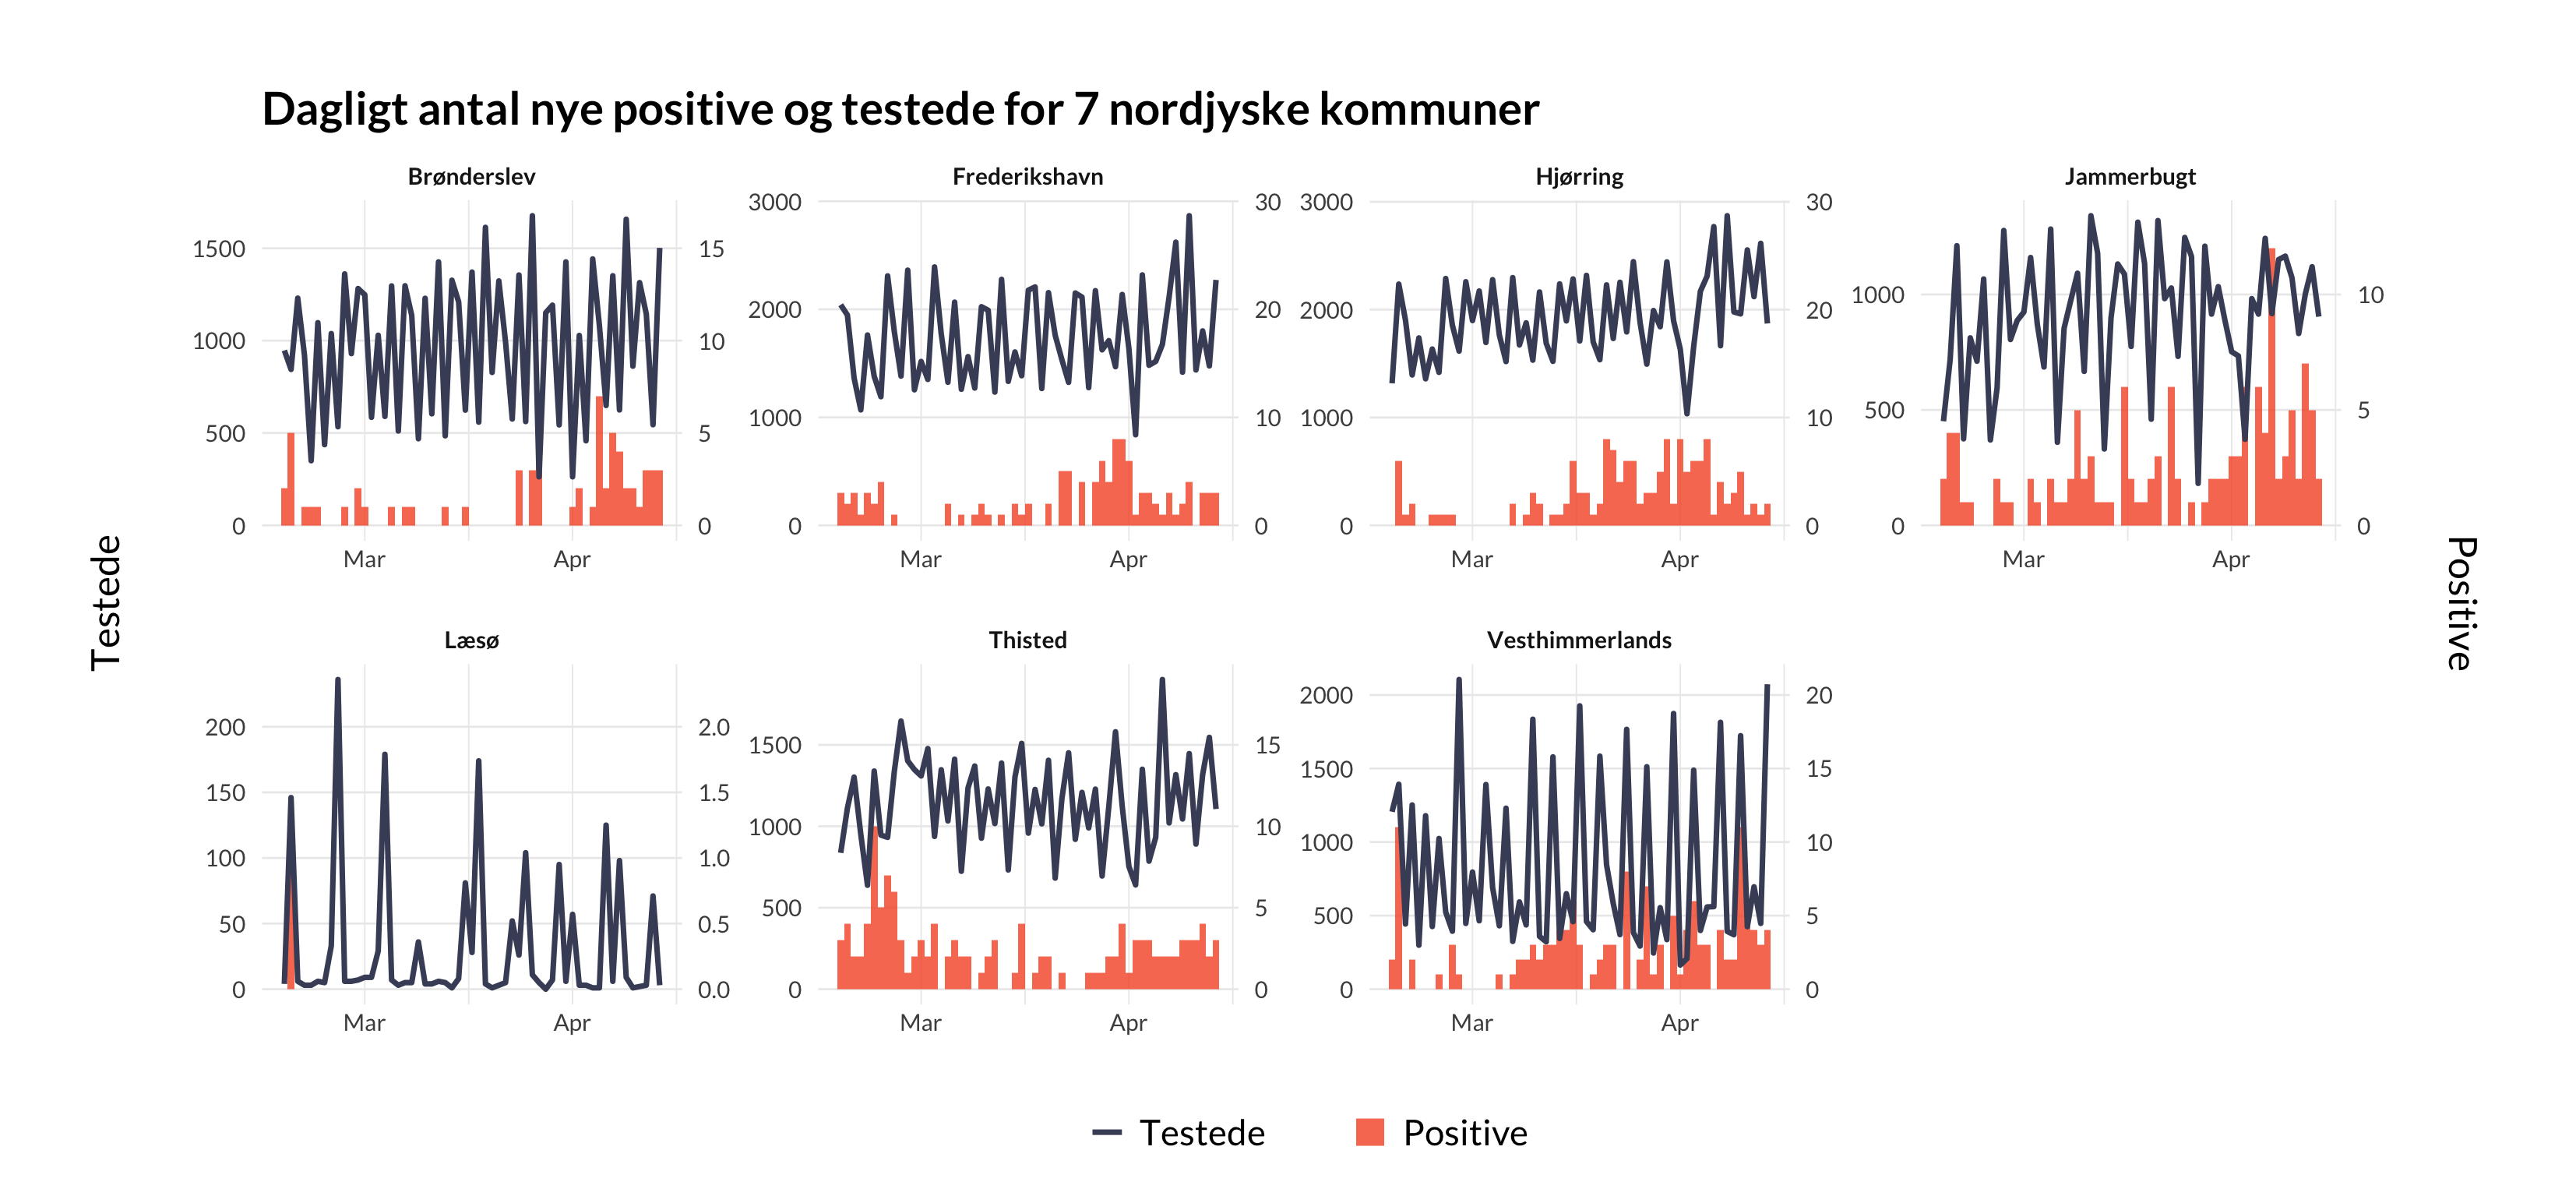 Dagligt antal nye positive og testede for 7 nordjyske kommuner
Brønderslev
Frederikshavn
Hjørring
Jammerbugt
1500
1000
500
0
15
10
5
0
Mar
Apr
3000
2000
1000
0
30
20
10
0
Mar
Apr
3000
2000
1000
0
30
20
10
0
Mar
Apr
1000
500
0
10
5
0
Mar
Apr
Testede
Positive
Læsø
Thisted
Vesthimmerlands
200
150
100
50
0
2.0
1.5
1.0
0.5
0.0
Mar
Apr
1500
1000
500
0
15
10
5
0
Mar
Apr
2000
1500
1000
500
0
20
15
10
5
0
Mar
Apr
Testede
Positive